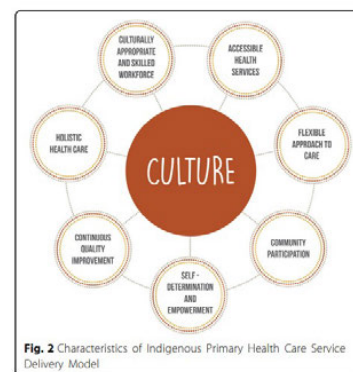 CULTURALLY
APPROPRIATE
AND SKILLED
WORKFORCE
ACCESSIBLE
HEALTH
SERVICES
HOLISTIC
HEALTH CARE
FLEXIBLE
APPROACH TO
CARE
CULTURE
CONTINUOUS
QUALITY
IMPROVEMENT
COMMUNITY
PARTICIPATION
SELF -
DETERMINATION
AND
EMPOWERMENT
Fig. 2 Characteristics of Indigenous Primary Health Care Service
Delivery Model